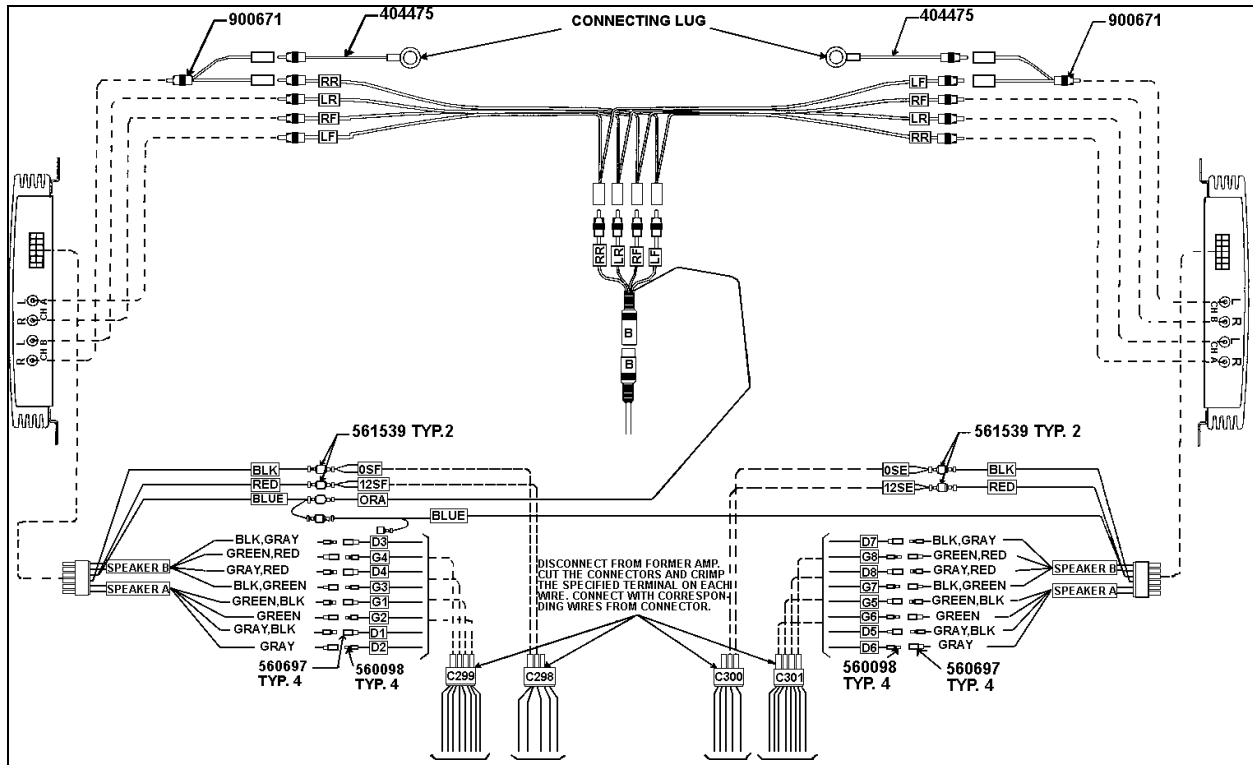 900671
404475
CONNECTING LUG
404475
900671
RR
LR
RF
LF
LF
RF
LR
RR
RR
LR
RF
LF
B
B
L
R
CH A
L
R
CH B
L
R
CH B
L
R
CH A
561539 TYP.2
561539 TYP. 2
BLK
0SF
RED
12SF
BLUE
ORA
BLUE
0SE
BLK
12SE
RED
SPEAKER B
SPEAKER A
BLK,GRAY
D3
GREEN,RED
G4
GRAY,RED
D4
BLK,GREEN
G3
GREEN,BLK
G1
GREEN
G2
GRAY,BLK
D1
GRAY
D2
560697
TYP. 4
560098
TYP. 4
DISCONNECT FROM FORMER AMP.
CUT THE CONNECTORS AND CRIMP
THE SPECIFIED TERMINAL ON EACH
WIRE. CONNECT WITH CORRESPON-
DING WIRES FROM CONNECTOR.
C299
C298
C300
C301
D7
BLK,GRAY
G8
GREEN,RED
D8
GRAY,RED
G7
BLK,GREEN
G5
GREEN,BLK
G6
GREEN
D5
GRAY,BLK
D6
GRAY
SPEAKER B
SPEAKER A
560098
TYP. 4
560697
TYP. 4